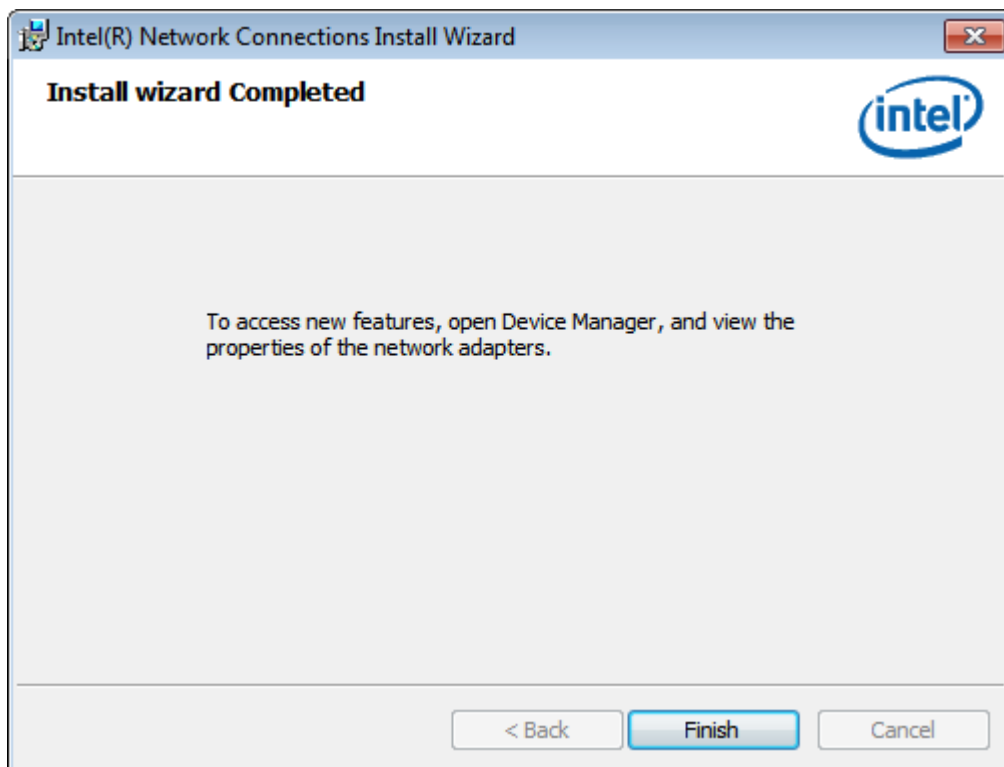 Intel(R) Network Connections Install Wizard
Install wizard Completed
intel
To access new features, open Device Manager, and view the
properties of the network adapters.
< Back
Finish
Cancel